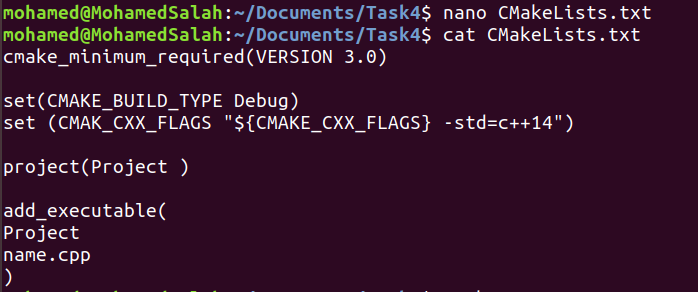 mohamed@MohamedSalah:~/Documents/Task4$ nano CMakeLists.txt
mohamed@MohamedSalah:~/Documents/Task4$ cat CMakeLists.txt
cmake_minimum_required(VERSION 3.0)
set(CMAKE_BUILD_TYPE Debug)
set (CMAK_CXX_FLAGS "${CMAKE_CXX_FLAGS} -std=c++14")
project(Project )
add_executable(
Project
name.cpp
)